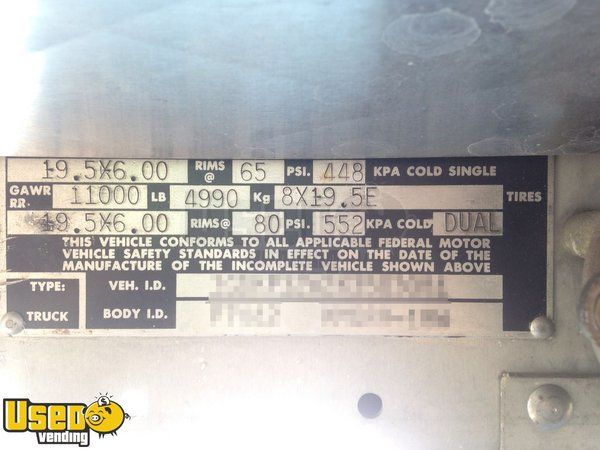 19.5X6.00 RIMS @ 65 PSI. 448 KPA COLD SINGLE
GAWR RR. 11000 LB 4990 Kg 8X19.5E TIRES
19.5X6.00 RIMS@ 80 PSI. 552 KPA COLD DUAL
THIS VEHICLE CONFORMS TO ALL APPLICABLE FEDERAL MOTOR
VEHICLE SAFETY STANDARDS IN EFFECT ON THE DATE OF THE
MANUFACTURE OF THE INCOMPLETE VEHICLE SHOWN ABOVE
TYPE: VEH. I.D.
TRUCK BODY I.D.
USED vending